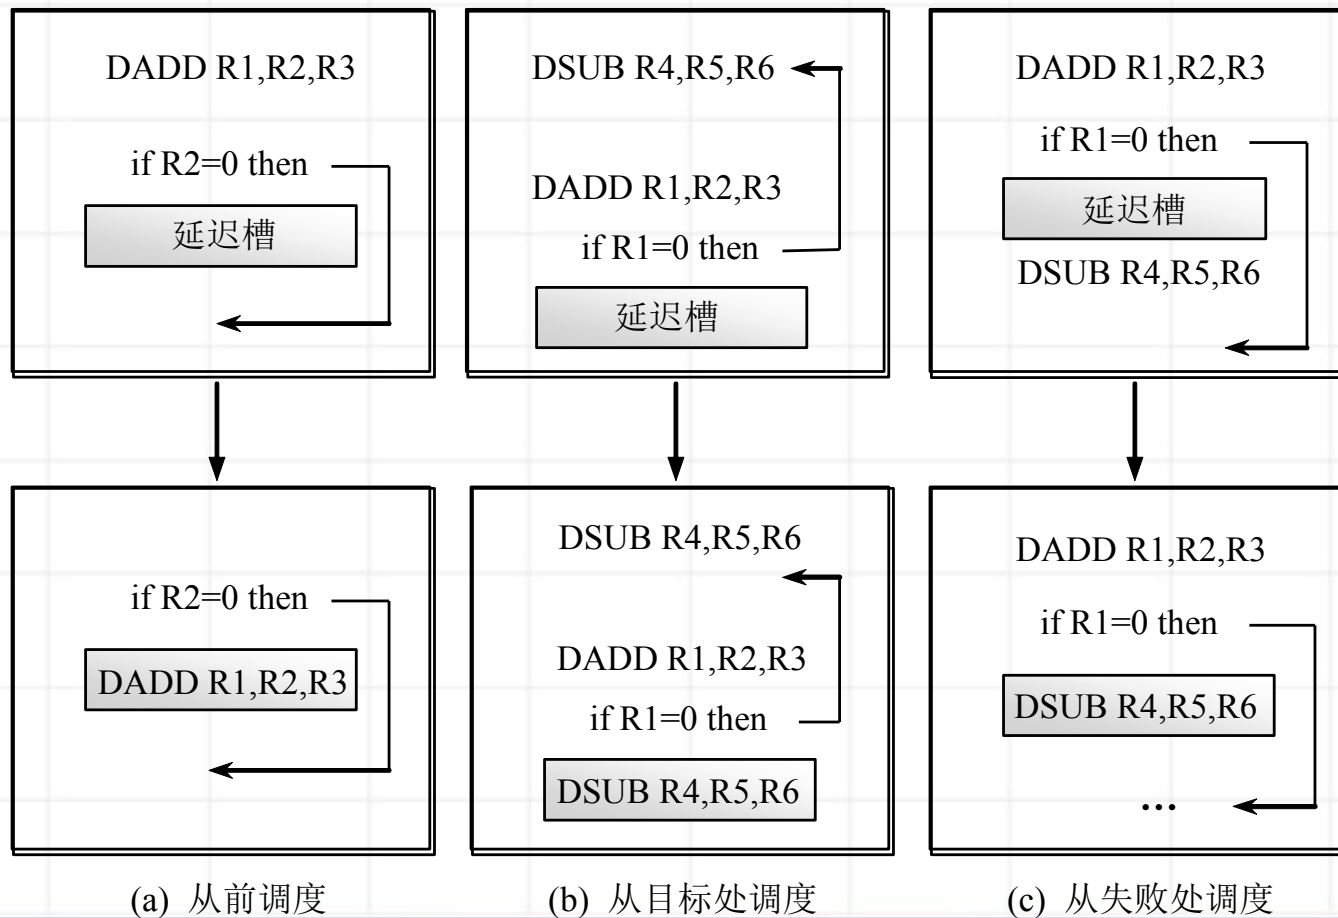 DADD R1,R2,R3
if R2=0 then
延迟槽
DSUB R4,R5,R6
DADD R1,R2,R3
if R1=0 then
延迟槽
DADD R1,R2,R3
if R1=0 then
延迟槽
DSUB R4,R5,R6
if R2=0 then
DADD R1,R2,R3
DSUB R4,R5,R6
DADD R1,R2,R3
if R1=0 then
DSUB R4,R5,R6
DADD R1,R2,R3
if R1=0 then
DSUB R4,R5,R6
...
(a) 从前调度
(b) 从目标处调度
(c) 从失败处调度